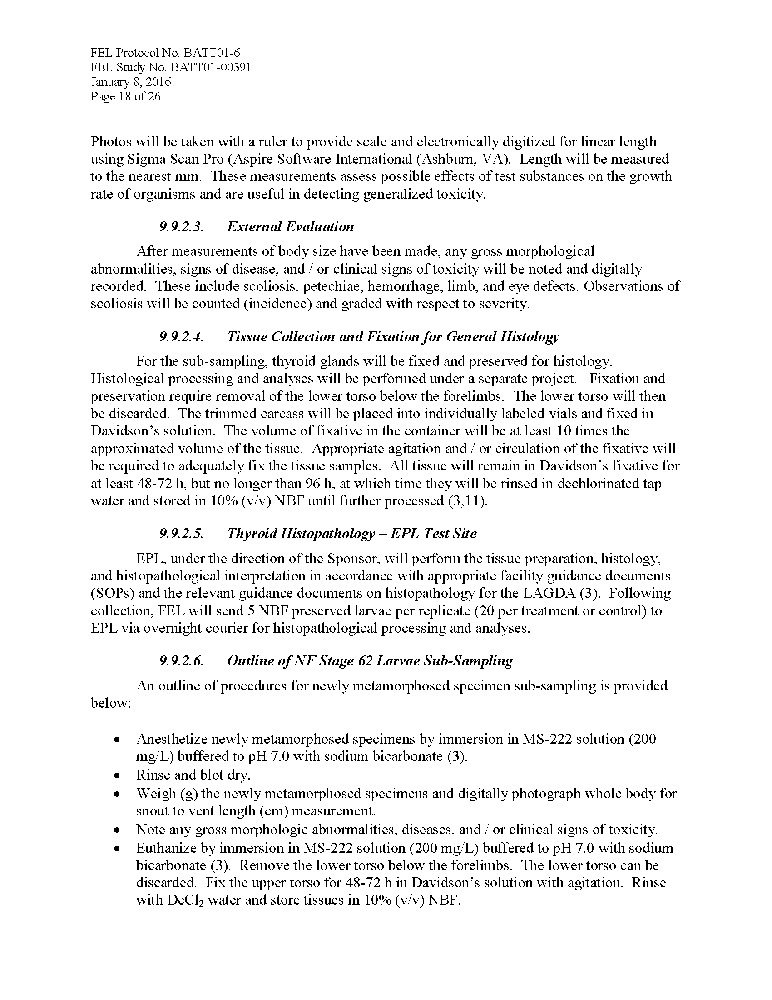 FEL Protocol No. BATT01-6
FEL Study No. BATT01-00391
January 8, 2016
Page 18 of 26
Photos will be taken with a ruler to provide scale and electronically digitized for linear length
using Sigma Scan Pro (Aspire Software International (Ashburn, VA).  Length will be measured
to the nearest mm.  These measurements assess possible effects of test substances on the growth
rate of organisms and are useful in detecting generalized toxicity.
9.9.2.3. External Evaluation
After measurements of body size have been made, any gross morphological
abnormalities, signs of disease, and / or clinical signs of toxicity will be noted and digitally
recorded.  These include scoliosis, petechiae, hemorrhage, limb, and eye defects. Observations of
scoliosis will be counted (incidence) and graded with respect to severity.
9.9.2.4. Tissue Collection and Fixation for General Histology
For the sub-sampling, thyroid glands will be fixed and preserved for histology.
Histological processing and analyses will be performed under a separate project.   Fixation and
preservation require removal of the lower torso below the forelimbs.  The lower torso will then
be discarded.  The trimmed carcass will be placed into individually labeled vials and fixed in
Davidson’s solution.  The volume of fixative in the container will be at least 10 times the
approximated volume of the tissue.  Appropriate agitation and / or circulation of the fixative will
be required to adequately fix the tissue samples.  All tissue will remain in Davidson’s fixative for
at least 48-72 h, but no longer than 96 h, at which time they will be rinsed in dechlorinated tap
water and stored in 10% (v/v) NBF until further processed (3,11).
9.9.2.5. Thyroid Histopathology – EPL Test Site
EPL, under the direction of the Sponsor, will perform the tissue preparation, histology,
and histopathological interpretation in accordance with appropriate facility guidance documents
(SOPs) and the relevant guidance documents on histopathology for the LAGDA (3).  Following
collection, FEL will send 5 NBF preserved larvae per replicate (20 per treatment or control) to
EPL via overnight courier for histopathological processing and analyses.
9.9.2.6. Outline of NF Stage 62 Larvae Sub-Sampling
An outline of procedures for newly metamorphosed specimen sub-sampling is provided
below:
• Anesthetize newly metamorphosed specimens by immersion in MS-222 solution (200
mg/L) buffered to pH 7.0 with sodium bicarbonate (3).
• Rinse and blot dry.
• Weigh (g) the newly metamorphosed specimens and digitally photograph whole body for
snout to vent length (cm) measurement.
• Note any gross morphologic abnormalities, diseases, and / or clinical signs of toxicity.
• Euthanize by immersion in MS-222 solution (200 mg/L) buffered to pH 7.0 with sodium
bicarbonate (3).  Remove the lower torso below the forelimbs.  The lower torso can be
discarded.  Fix the upper torso for 48-72 h in Davidson’s solution with agitation.  Rinse
with DeCl₂ water and store tissues in 10% (v/v) NBF.